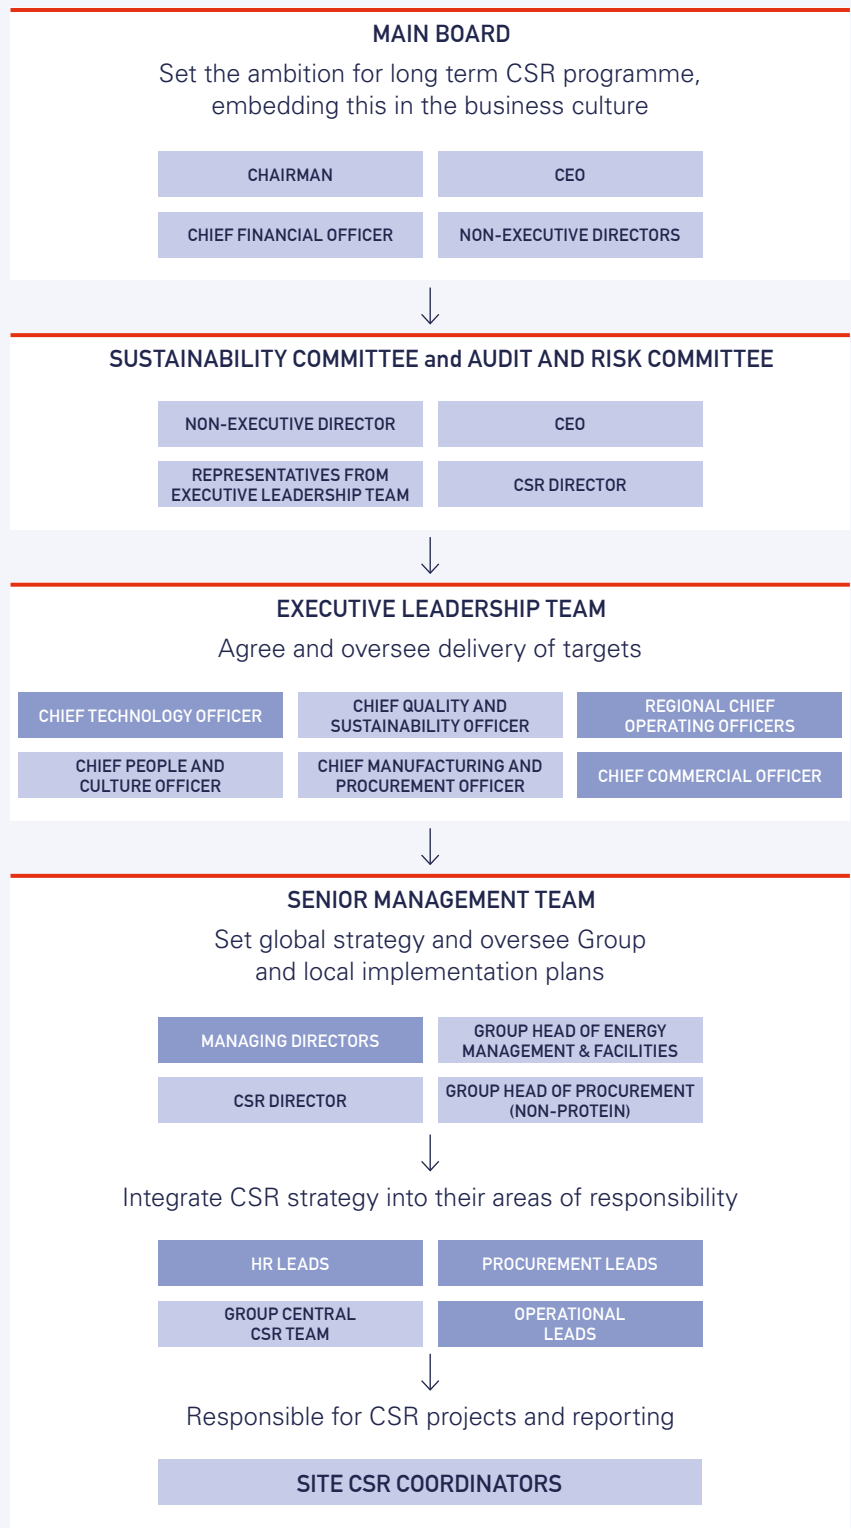 MAIN BOARD
Set the ambition for long term CSR programme,
embedding this in the business culture
CHAIRMAN
CEO
CHIEF FINANCIAL OFFICER
NON-EXECUTIVE DIRECTORS
SUSTAINABILITY COMMITTEE and AUDIT AND RISK COMMITTEE
NON-EXECUTIVE DIRECTOR
CEO
REPRESENTATIVES FROM
EXECUTIVE LEADERSHIP TEAM
CSR DIRECTOR
EXECUTIVE LEADERSHIP TEAM
Agree and oversee delivery of targets
CHIEF TECHNOLOGY OFFICER
CHIEF QUALITY AND
SUSTAINABILITY OFFICER
REGIONAL CHIEF
OPERATING OFFICERS
CHIEF PEOPLE AND
CULTURE OFFICER
CHIEF MANUFACTURING AND
PROCUREMENT OFFICER
CHIEF COMMERCIAL OFFICER
SENIOR MANAGEMENT TEAM
Set global strategy and oversee Group
and local implementation plans
MANAGING DIRECTORS
GROUP HEAD OF ENERGY
MANAGEMENT & FACILITIES
CSR DIRECTOR
GROUP HEAD OF PROCUREMENT
(NON-PROTEIN)
Integrate CSR strategy into their areas of responsibility
HR LEADS
PROCUREMENT LEADS
GROUP CENTRAL
CSR TEAM
OPERATIONAL
LEADS
Responsible for CSR projects and reporting
SITE CSR COORDINATORS